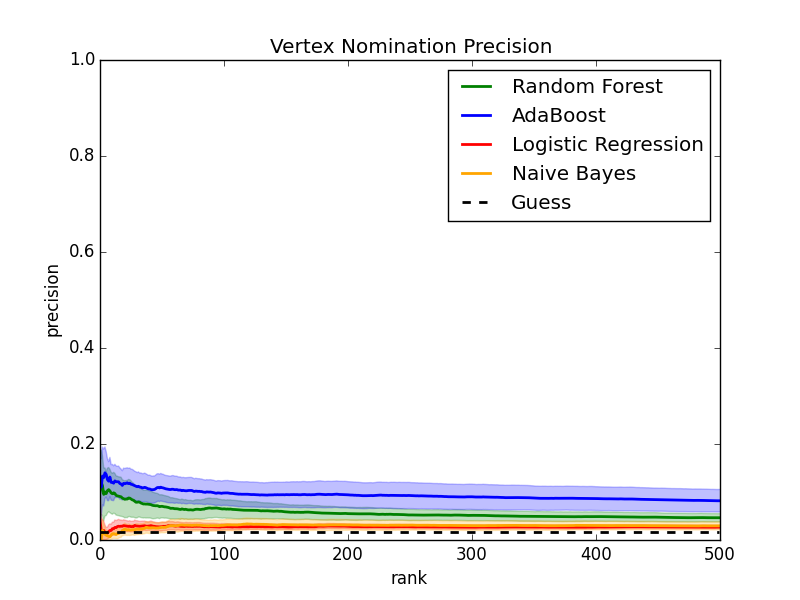 Vertex Nomination Precision
1.0
0.8
0.6
0.4
0.2
0.0
precision
Random Forest
AdaBoost
Logistic Regression
Naive Bayes
Guess
0
100
200
300
400
500
rank